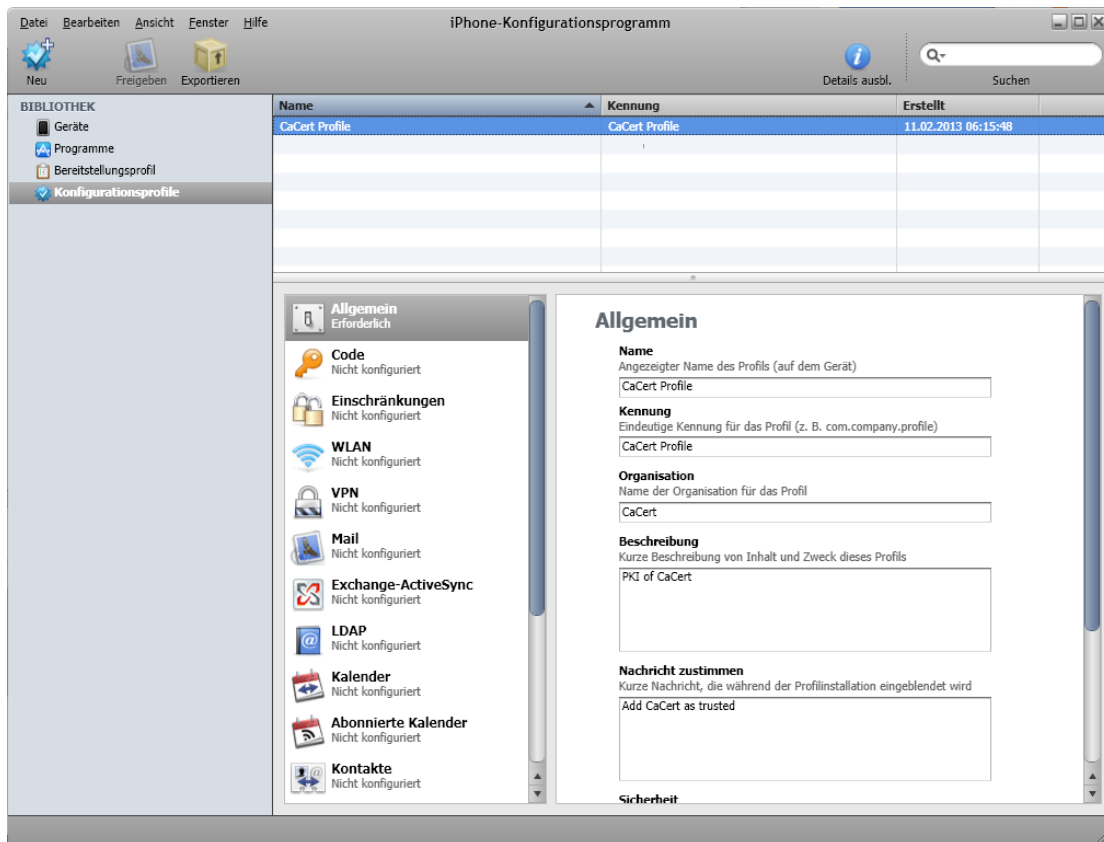 Datei Bearbeiten Ansicht Fenster Hilfe
iPhone-Konfigurationsprogramm
Neu
Freigeben
Exportieren
Details ausbl.
Suchen
BIBLIOTHEK
Geräte
Programme
Bereitstellungsprofil
Konfigurationsprofile
Name Kennung Erstellt
CaCert Profile CaCert Profile 11.02.2013 06:15:48
Allgemein
Erforderlich
Code
Nicht konfiguriert
Einschränkungen
Nicht konfiguriert
WLAN
Nicht konfiguriert
VPN
Nicht konfiguriert
Mail
Nicht konfiguriert
Exchange-ActiveSync
Nicht konfiguriert
LDAP
Nicht konfiguriert
Kalender
Nicht konfiguriert
Abonnierte Kalender
Nicht konfiguriert
Kontakte
Nicht konfiguriert
Allgemein
Name
Angezeigter Name des Profils (auf dem Gerät)
CaCert Profile
Kennung
Eindeutige Kennung für das Profil (z. B. com.company.profile)
CaCert Profile
Organisation
Name der Organisation für das Profil
CaCert
Beschreibung
Kurze Beschreibung von Inhalt und Zweck dieses Profils
PKI of CaCert
Nachricht zustimmen
Kurze Nachricht, die während der Profilinstallation eingeblendet wird
Add CaCert as trusted
Sicherheit